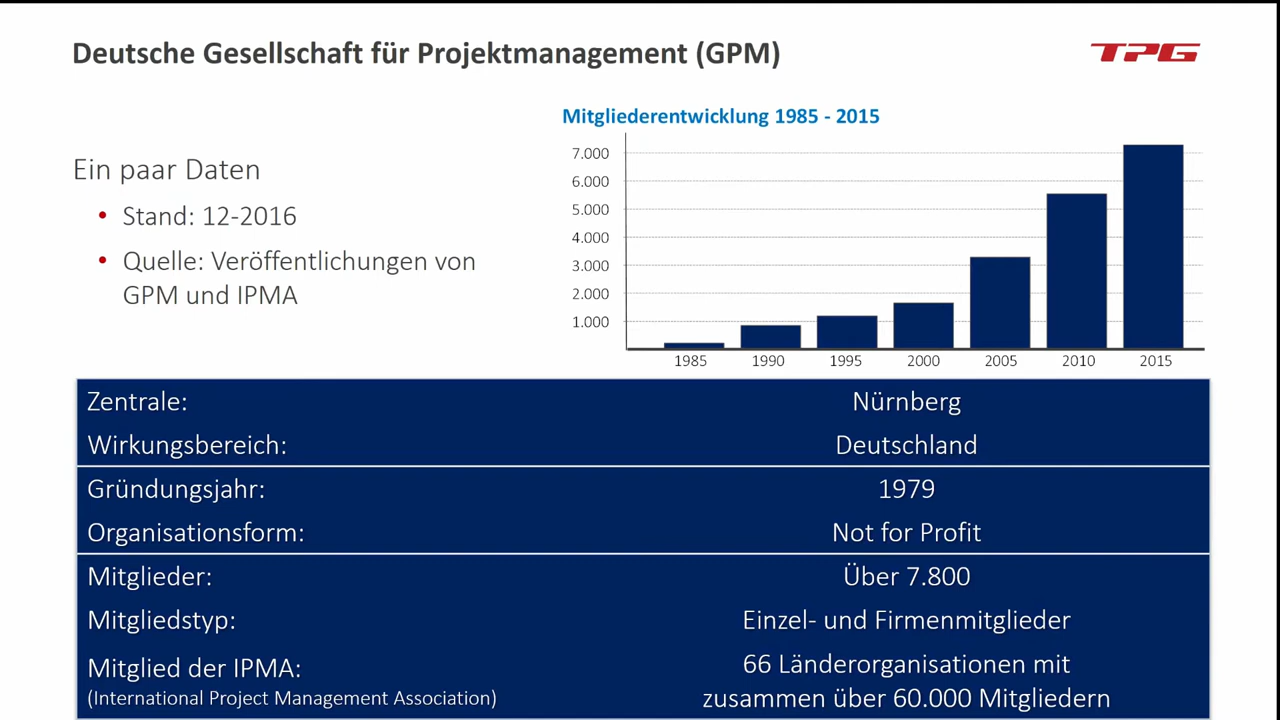 Deutsche Gesellschaft für Projektmanagement (GPM)
TPG
Mitgliederentwicklung 1985 - 2015
Ein paar Daten
• Stand: 12-2016
• Quelle: Veröffentlichungen von
GPM und IPMA
7.000
6.000
5.000
4.000
3.000
2.000
1.000
1985 1990 1995 2000 2005 2010 2015
Zentrale: Nürnberg
Wirkungsbereich: Deutschland
Gründungsjahr: 1979
Organisationsform: Not for Profit
Mitglieder: Über 7.800
Mitgliedstyp: Einzel- und Firmenmitglieder
Mitglied der IPMA: 66 Länderorganisationen mit
(International Project Management Association) zusammen über 60.000 Mitgliedern